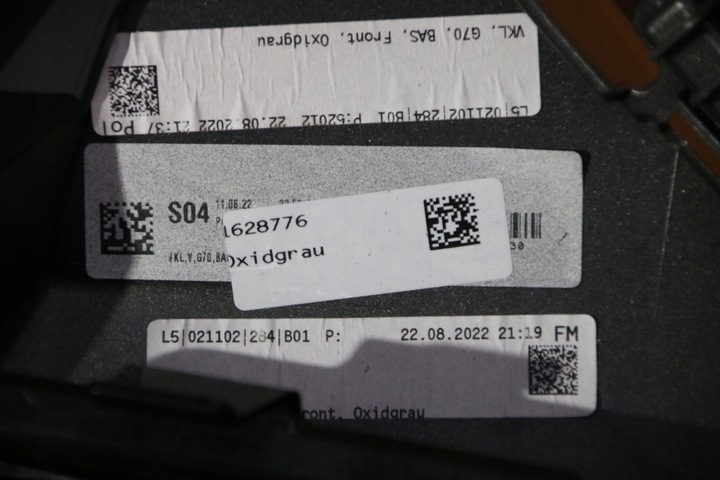 VKL, G70, BAS, Front, Oxidgrau
L5|021102|284|B01 P:52012 22.08.2022 21:37 Pol
S04 11.06.22
VKL,V,G70,BA
1628776
Oxidgrau
30
L5|021102|284|B01 P: 22.08.2022 21:19 FM
ront, Oxidgrau